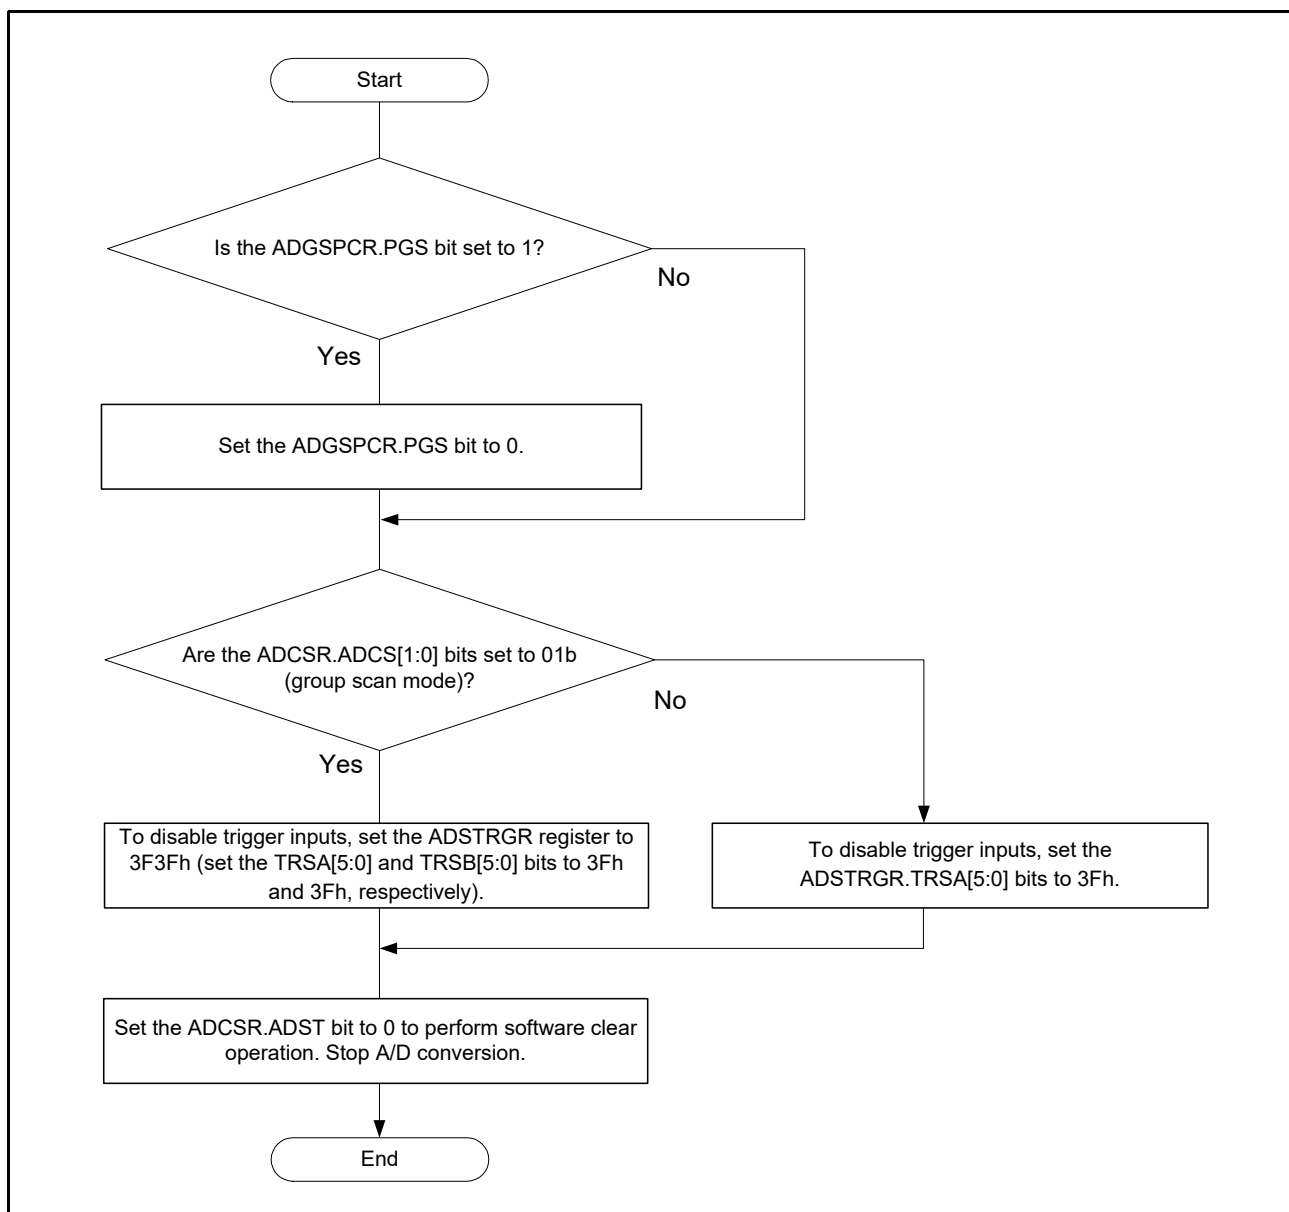 Start
Is the ADGSPCR.PGS bit set to 1?
No
Yes
Set the ADGSPCR.PGS bit to 0.
Are the ADCSR.ADCS[1:0] bits set to 01b
(group scan mode)?
No
Yes
To disable trigger inputs, set the ADSTRGR register to
3F3Fh (set the TRSA[5:0] and TRSB[5:0] bits to 3Fh
and 3Fh, respectively).
To disable trigger inputs, set the
ADSTRGR.TRSA[5:0] bits to 3Fh.
Set the ADCSR.ADST bit to 0 to perform software clear
operation. Stop A/D conversion.
End